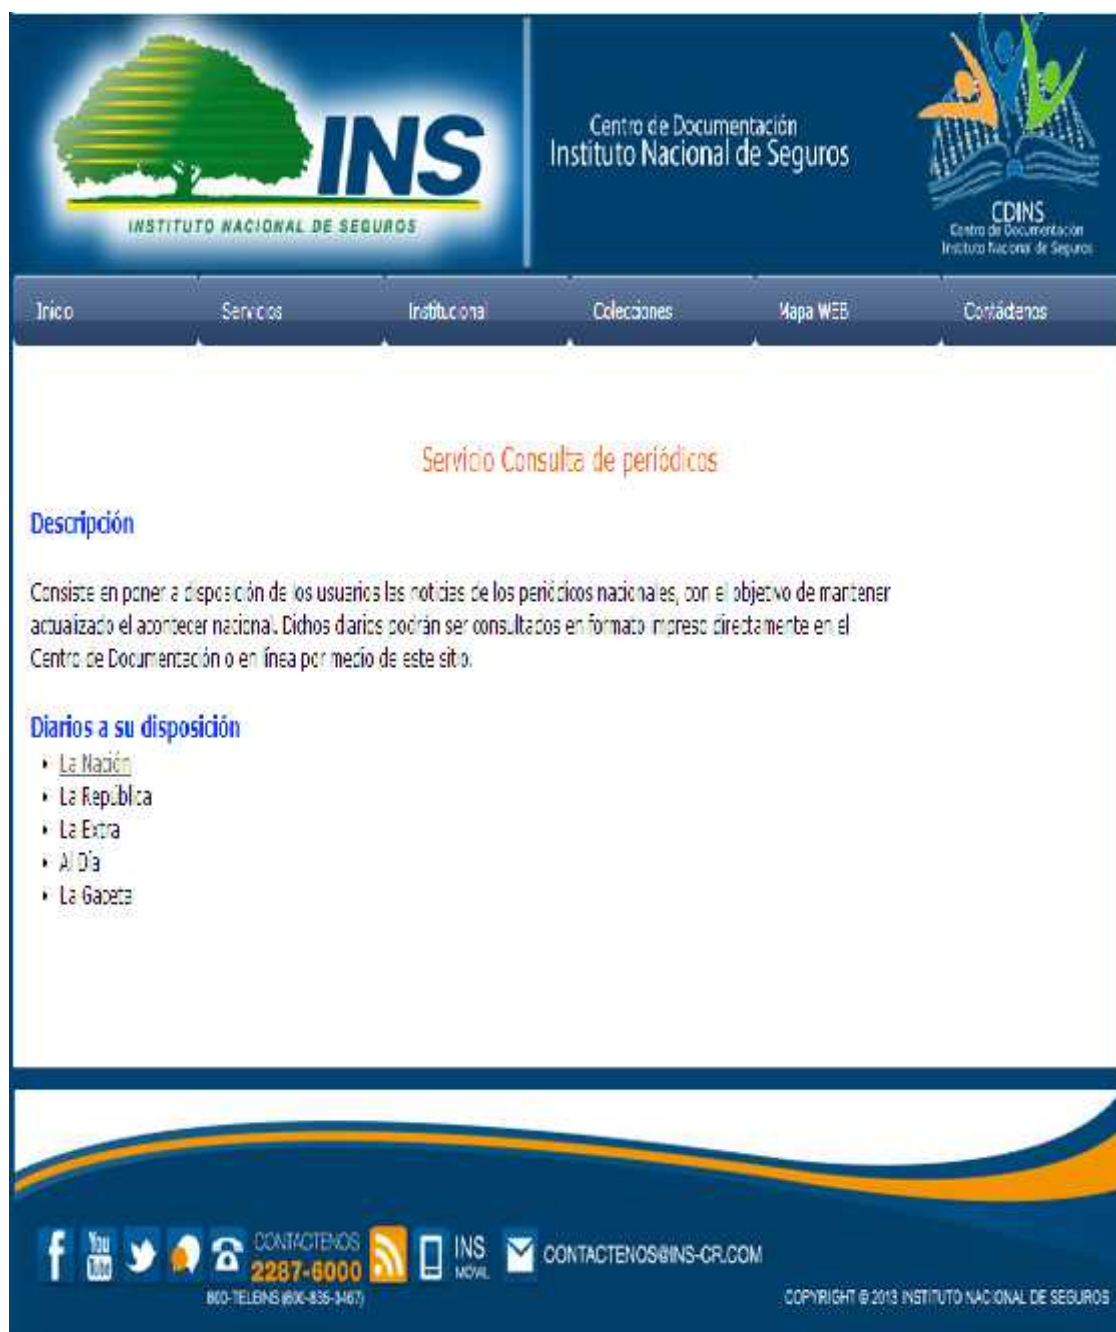 INS
INSTITUTO NACIONAL DE SEGUROS
Centro de Documentación
Instituto Nacional de Seguros
CDINS
Centro de Documentación
Instituto Nacional de Seguros
Inicio
Servicios
Institucional
Colecciones
Mapa WEB
Contáctenos
Servicio Consulta de periódicos
Descripción
Consiste en poner a disposición de los usuarios las noticias de los periódicos nacionales, con el objetivo de mantener
actualizado el acontecer nacional. Dichos diarios podrán ser consultados en formato impreso directamente en el
Centro de Documentación o en línea por medio de este sitio.
Diarios a su disposición
La Nación
La República
La Extra
Al Día
La Gaceta
f
You
Tube
CONTACTENOS
2287-6000
800-TELEINS (800-835-3467)
INS
MOVIL
CONTACTENOS@INS-CR.COM
COPYRIGHT © 2013 INSTITUTO NACIONAL DE SEGUROS